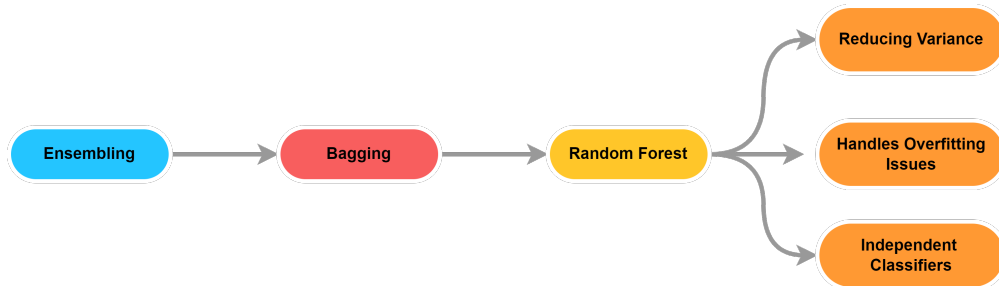 Ensembling
Bagging
Random Forest
Reducing Variance
Handles Overfitting
Issues
Independent
Classifiers